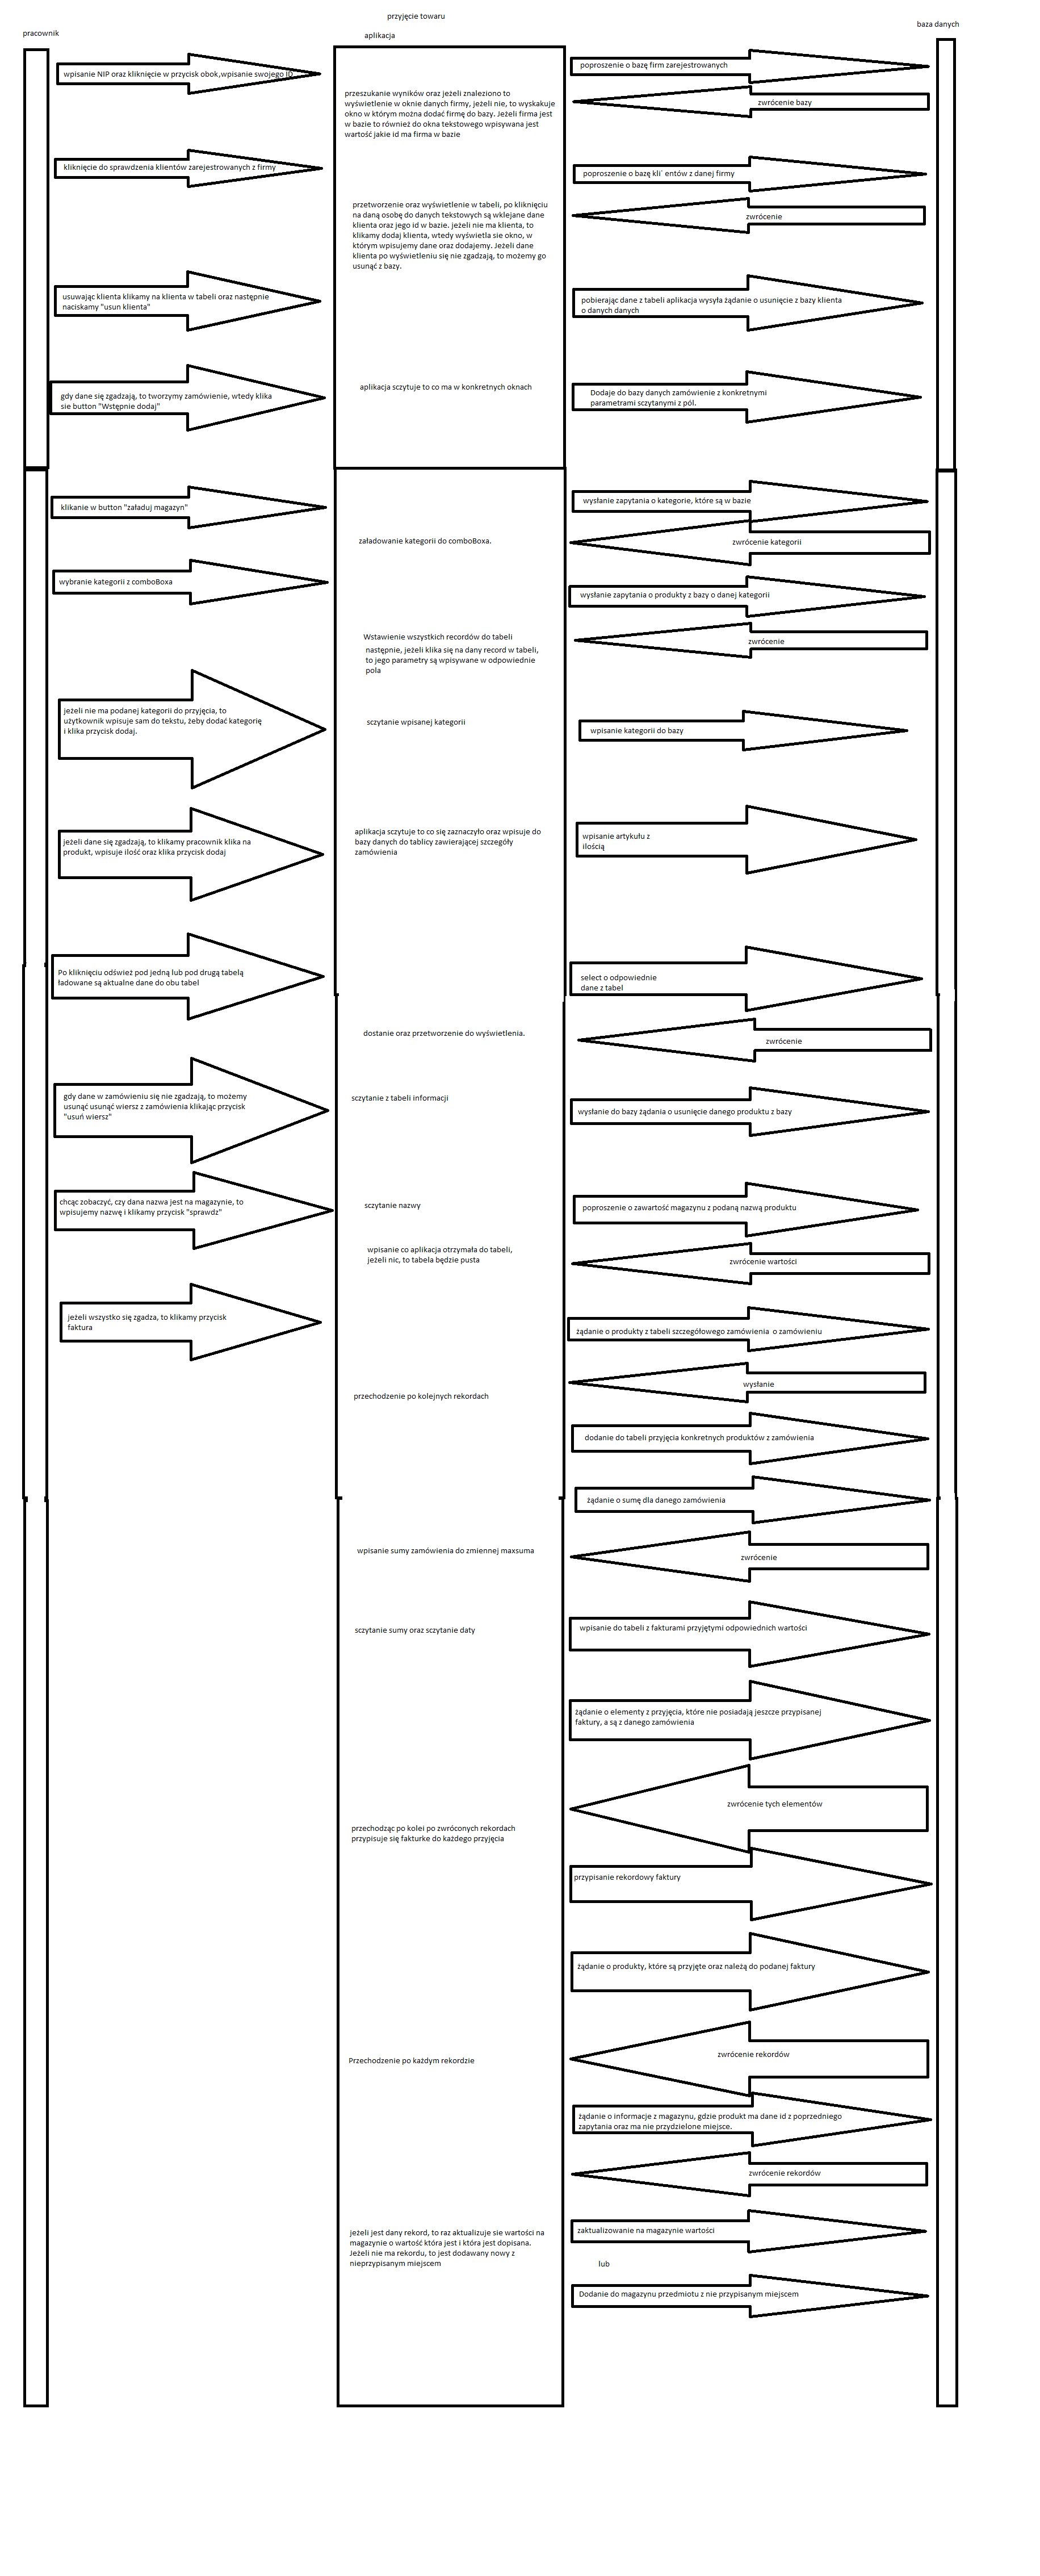 przyjęcie towaru
pracownik
aplikacja
baza danych
wpisanie NIP oraz kliknięcie w przycisk obok,wpisanie swojego ID
poproszenie o bazę firm zarejestrowanych
przeszukanie wyników oraz jeżeli znaleziono to
wyświetlenie w oknie danych firmy, jeżeli nie, to wyskakuje
okno w którym można dodać firmę do bazy. Jeżeli firma jest
w bazie to również do okna tekstowego wpisywana jest
wartość jakie id ma firma w bazie
zwrócenie bazy
kliknięcie do sprawdzenia klientów zarejestrowanych z firmy
poproszenie o bazę kli´ entów z danej firmy
przetworzenie oraz wyświetlenie w tabeli, po kliknięciu
na daną osobę do danych tekstowych są wklejane dane
klienta oraz jego id w bazie. jeżeli nie ma klienta, to
klikamy dodaj klienta, wtedy wyświetla sie okno, w
którym wpisujemy dane oraz dodajemy. Jeżeli dane
klienta po wyświetleniu się nie zgadzają, to możemy go
usunąć z bazy.
zwrócenie
usuwając klienta klikamy na klienta w tabeli oraz następnie
naciskamy "usun klienta"
pobierając dane z tabeli aplikacja wysyła żądanie o usunięcie z bazy klienta
o danych danych
gdy dane się zgadzają, to tworzymy zamówienie, wtedy klika
sie button "Wstępnie dodaj"
aplikacja sczytuje to co ma w konkretnych oknach
Dodaje do bazy danych zamówienie z konkretnymi
parametrami sczytanymi z pól.
klikanie w button "załaduj magazyn"
wysłanie zapytania o kategorie, które są w bazie
załadowanie kategorii do comboBoxa.
zwrócenie kategorii
wybranie kategorii z comboBoxa
wysłanie zapytania o produkty z bazy o danej kategorii
Wstawienie wszystkich recordów do tabeli
następnie, jeżeli klika się na dany record w tabeli,
to jego parametry są wpisywane w odpowiednie
pola
zwrócenie
jeżeli nie ma podanej kategorii do przyjęcia, to
użytkownik wpisuje sam do tekstu, żeby dodać kategorię
i klika przycisk dodaj.
sczytanie wpisanej kategorii
wpisanie kategorii do bazy
jeżeli dane się zgadzają, to klikamy pracownik klika na
produkt, wpisuje ilość oraz klika przycisk dodaj
aplikacja sczytuje to co się zaznaczyło oraz wpisuje do
bazy danych do tablicy zawierającej szczegóły
zamówienia
wpisanie artykułu z
ilością
Po kliknięciu odśwież pod jedną lub pod drugą tabelą
ładowane są aktualne dane do obu tabel
select o odpowiednie
dane z tabel
dostanie oraz przetworzenie do wyświetlenia.
zwrócenie
gdy dane w zamówieniu się nie zgadzają, to możemy
usunąć usunąć wiersz z zamówienia klikając przycisk
"usuń wiersz"
sczytanie z tabeli informacji
wysłanie do bazy żądania o usunięcie danego produktu z bazy
chcąc zobaczyć, czy dana nazwa jest na magazynie, to
wpisujemy nazwę i klikamy przycisk "sprawdz"
sczytanie nazwy
poproszenie o zawartość magazynu z podaną nazwą produktu
wpisanie co aplikacja otrzymała do tabeli,
jeżeli nic, to tabela będzie pusta
zwrócenie wartości
jeżeli wszystko się zgadza, to klikamy przycisk
faktura
żądanie o produkty z tabeli szczegółowego zamówienia  o zamówieniu
wysłanie
przechodzenie po kolejnych rekordach
dodanie do tabeli przyjęcia konkretnych produktów z zamówienia
żądanie o sumę dla danego zamówienia
wpisanie sumy zamówienia do zmiennej maxsuma
zwrócenie
sczytanie sumy oraz sczytanie daty
wpisanie do tabeli z fakturami przyjętymi odpowiednich wartości
żądanie o elementy z przyjęcia, które nie posiadają jeszcze przypisanej
faktury, a są z danego zamówienia
zwrócenie tych elementów
przechodząc po kolei po zwróconych rekordach
przypisuje się fakturke do każdego przyjęcia
przypisanie rekordowy faktury
żądanie o produkty, które są przyjęte oraz należą do podanej faktury
zwrócenie rekordów
Przechodzenie po każdym rekordzie
żądanie o informacje z magazynu, gdzie produkt ma dane id z poprzedniego
zapytania oraz ma nie przydzielone miejsce.
zwrócenie rekordów
jeżeli jest dany rekord, to raz aktualizuje sie wartości na
magazynie o wartość która jest i która jest dopisana.
Jeżeli nie ma rekordu, to jest dodawany nowy z
nieprzypisanym miejscem
zaktualizowanie na magazynie wartości
lub
Dodanie do magazynu przedmiotu z nie przypisanym miejscem